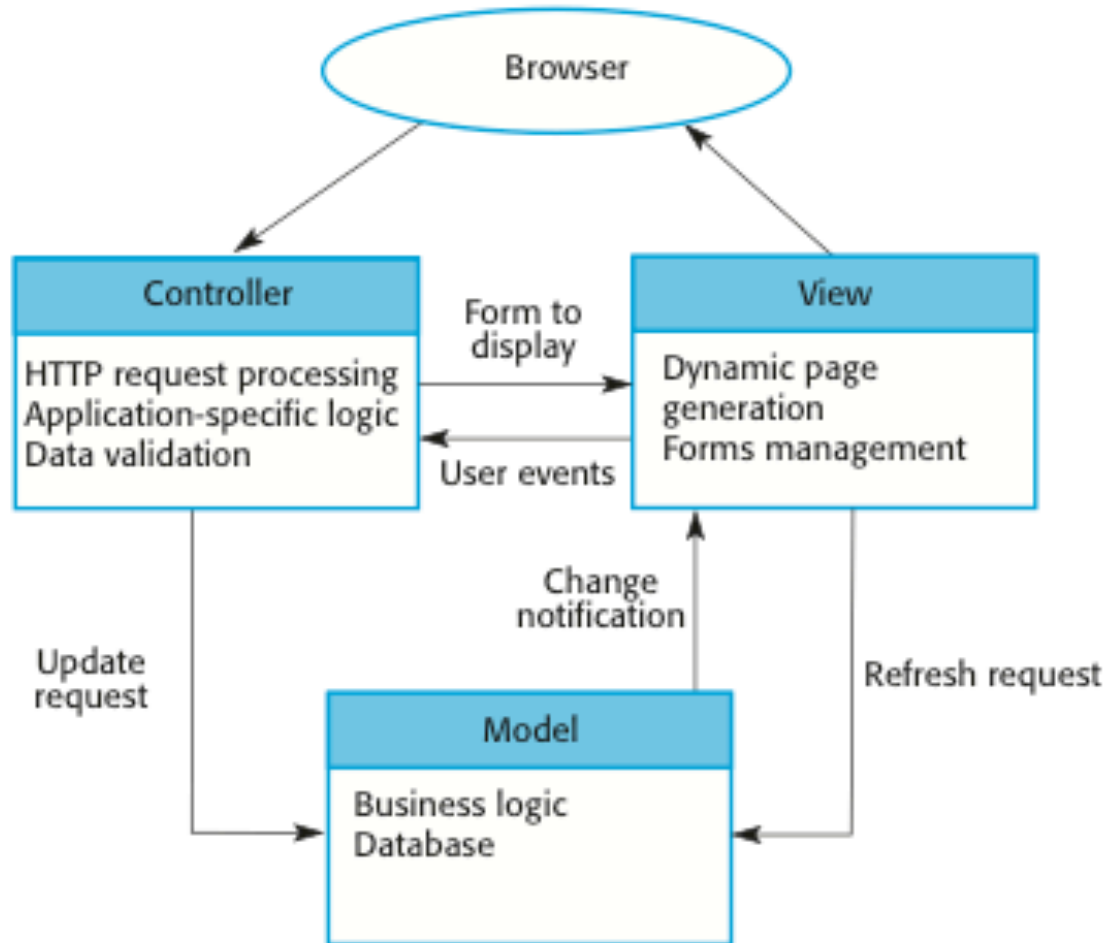 Browser
Controller
HTTP request processing
Application-specific logic
Data validation
Form to
display
User events
View
Dynamic page
generation
Forms management
Update
request
Change
notification
Refresh request
Model
Business logic
Database